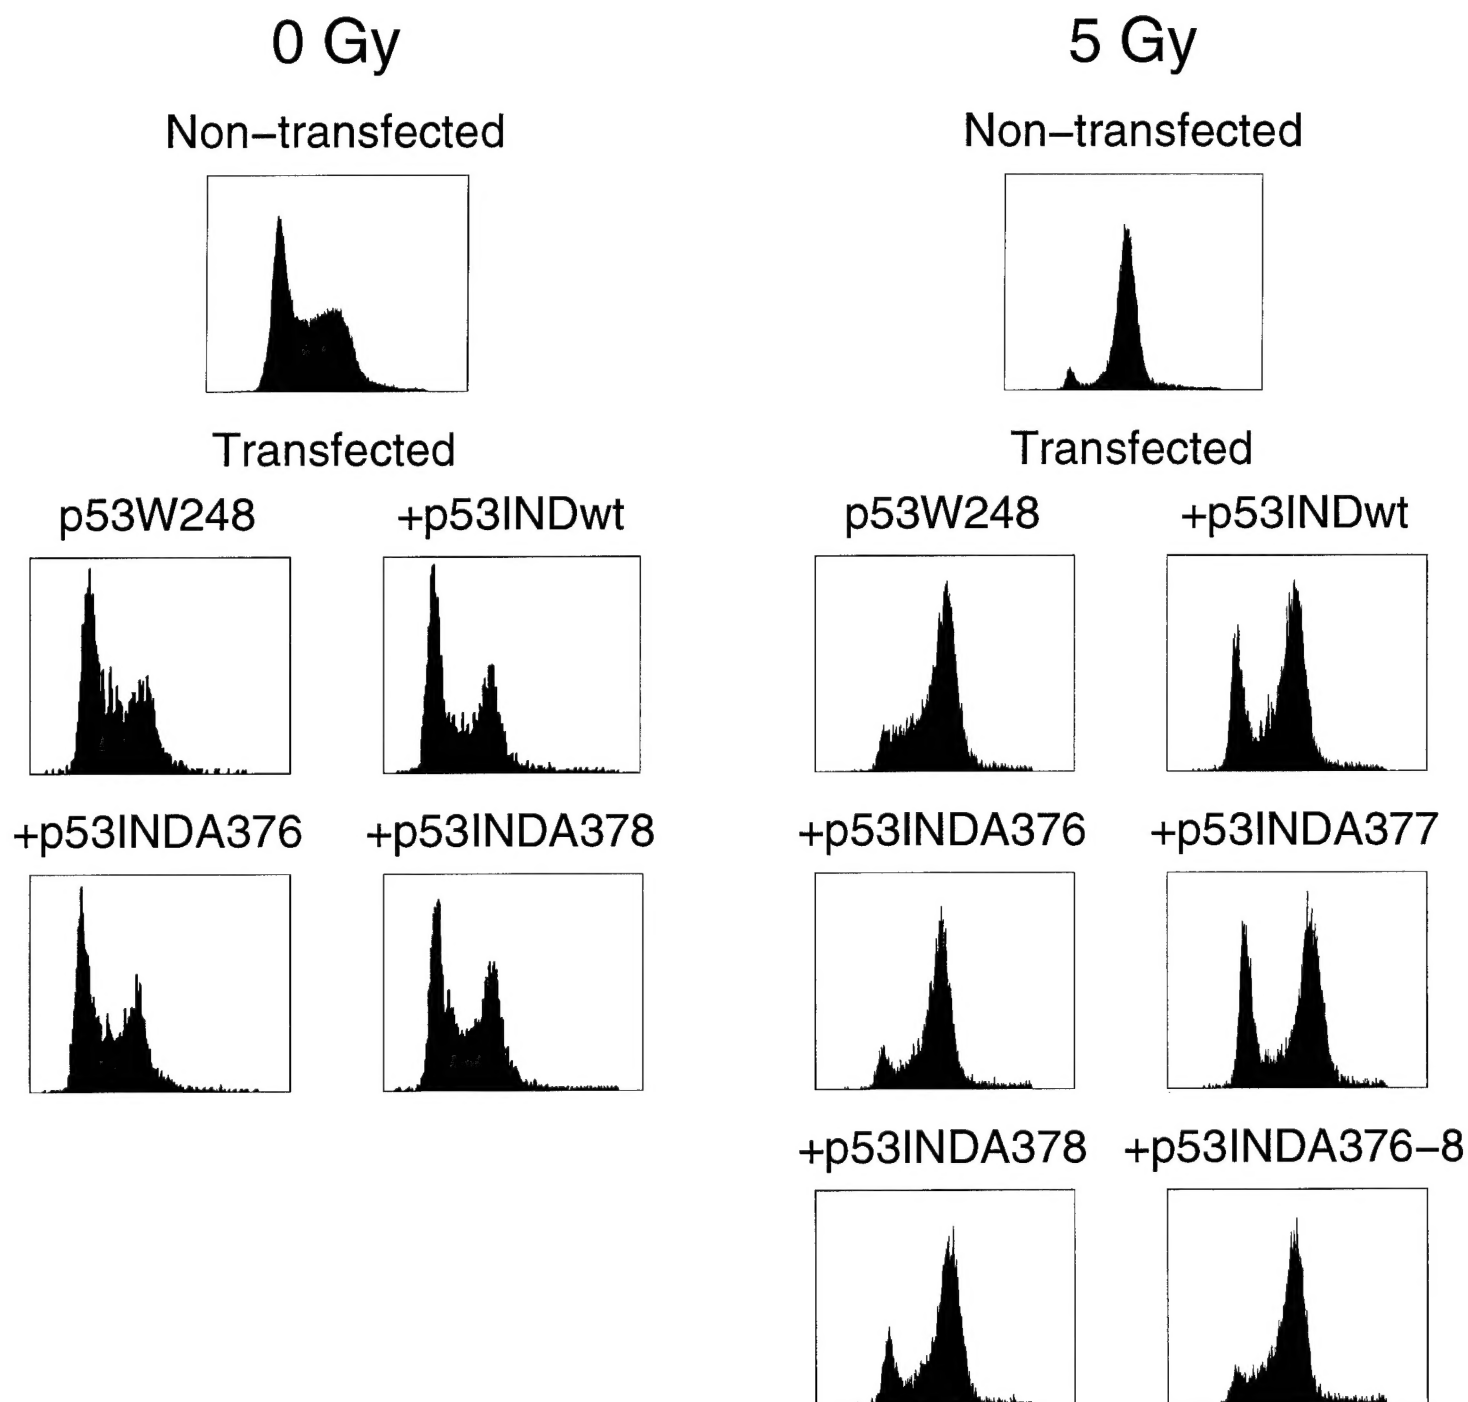 0 Gy
Non–transfected
Transfected
p53W248
+p53INDwt
+p53INDA376
+p53INDA378
5 Gy
Non–transfected
Transfected
p53W248
+p53INDwt
+p53INDA376
+p53INDA377
+p53INDA378
+p53INDA376–8